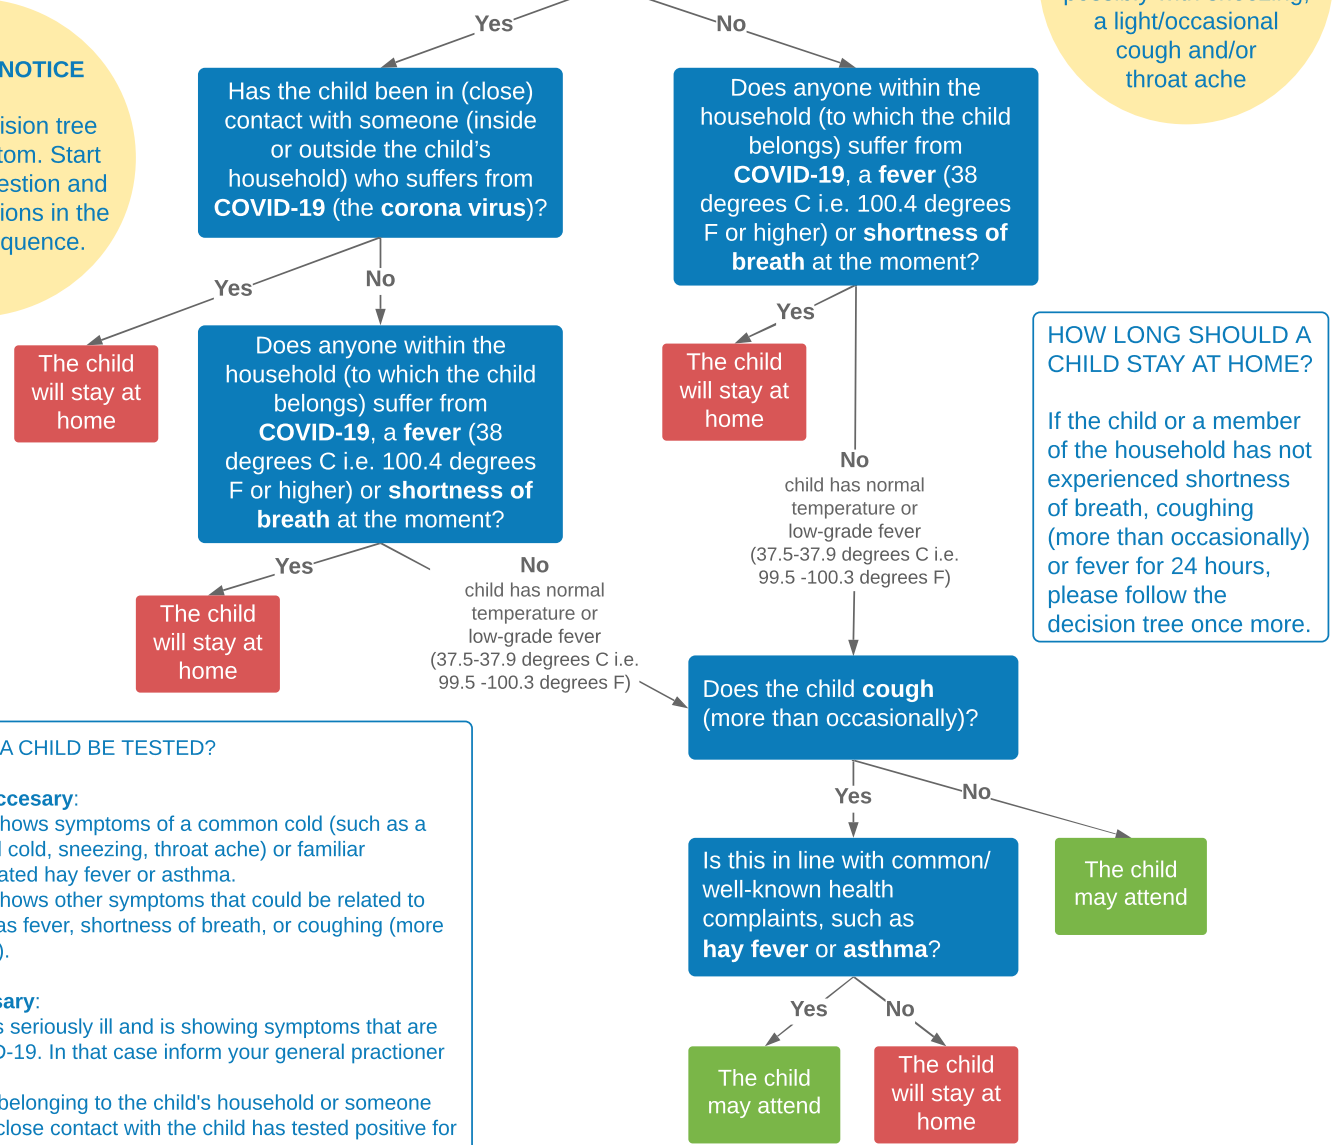 Yes
No
possibly with sneezing,
a light/occasional
cough and/or
throat ache
NOTICE
ision tree
tom. Start
estion and
ions in the
quence.
Has the child been in (close)
contact with someone (inside
or outside the child's
household) who suffers from
COVID-19 (the corona virus)?
Does anyone within the
household (to which the child
belongs) suffer from
COVID-19, a fever (38
degrees C i.e. 100.4 degrees
F or higher) or shortness of
breath at the moment?
Yes
No
Yes
The child
will stay at
home
Does anyone within the
household (to which the child
belongs) suffer from
COVID-19, a fever (38
degrees C i.e. 100.4 degrees
F or higher) or shortness of
breath at the moment?
The child
will stay at
home
HOW LONG SHOULD A
CHILD STAY AT HOME?
If the child or a member
of the household has not
experienced shortness
of breath, coughing
(more than occasionally)
or fever for 24 hours,
please follow the
decision tree once more.
No
child has normal
temperature or
low-grade fever
(37.5-37.9 degrees C i.e.
99.5 -100.3 degrees F)
Yes
The child
will stay at
home
No
child has normal
temperature or
low-grade fever
(37.5-37.9 degrees C i.e.
99.5 -100.3 degrees F)
Does the child cough
(more than occasionally)?
Yes
No
Is this in line with common/
well-known health
complaints, such as
hay fever or asthma?
The child
may attend
Yes
No
The child
may attend
The child
will stay at
home
A CHILD BE TESTED?
ccesary:
hows symptoms of a common cold (such as a
cold, sneezing, throat ache) or familiar
ated hay fever or asthma.
hows other symptoms that could be related to
as fever, shortness of breath, or coughing (more
).
sary:
s seriously ill and is showing symptoms that are
D-19. In that case inform your general practioner
belonging to the child's household or someone
close contact with the child has tested positive for